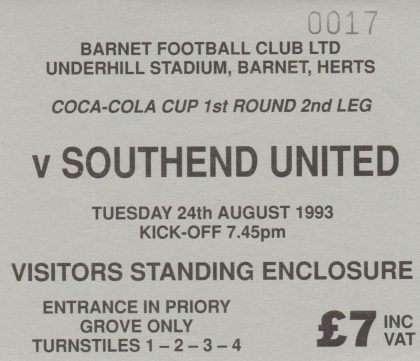 0017
BARNET FOOTBALL CLUB LTD
UNDERHILL STADIUM, BARNET, HERTS
COCA-COLA CUP 1st ROUND 2nd LEG
v SOUTHEND UNITED
TUESDAY 24th AUGUST 1993
KICK-OFF 7.45pm
VISITORS STANDING ENCLOSURE
ENTRANCE IN PRIORY
GROVE ONLY
TURNSTILES 1 – 2 – 3 – 4
£7 INC
VAT